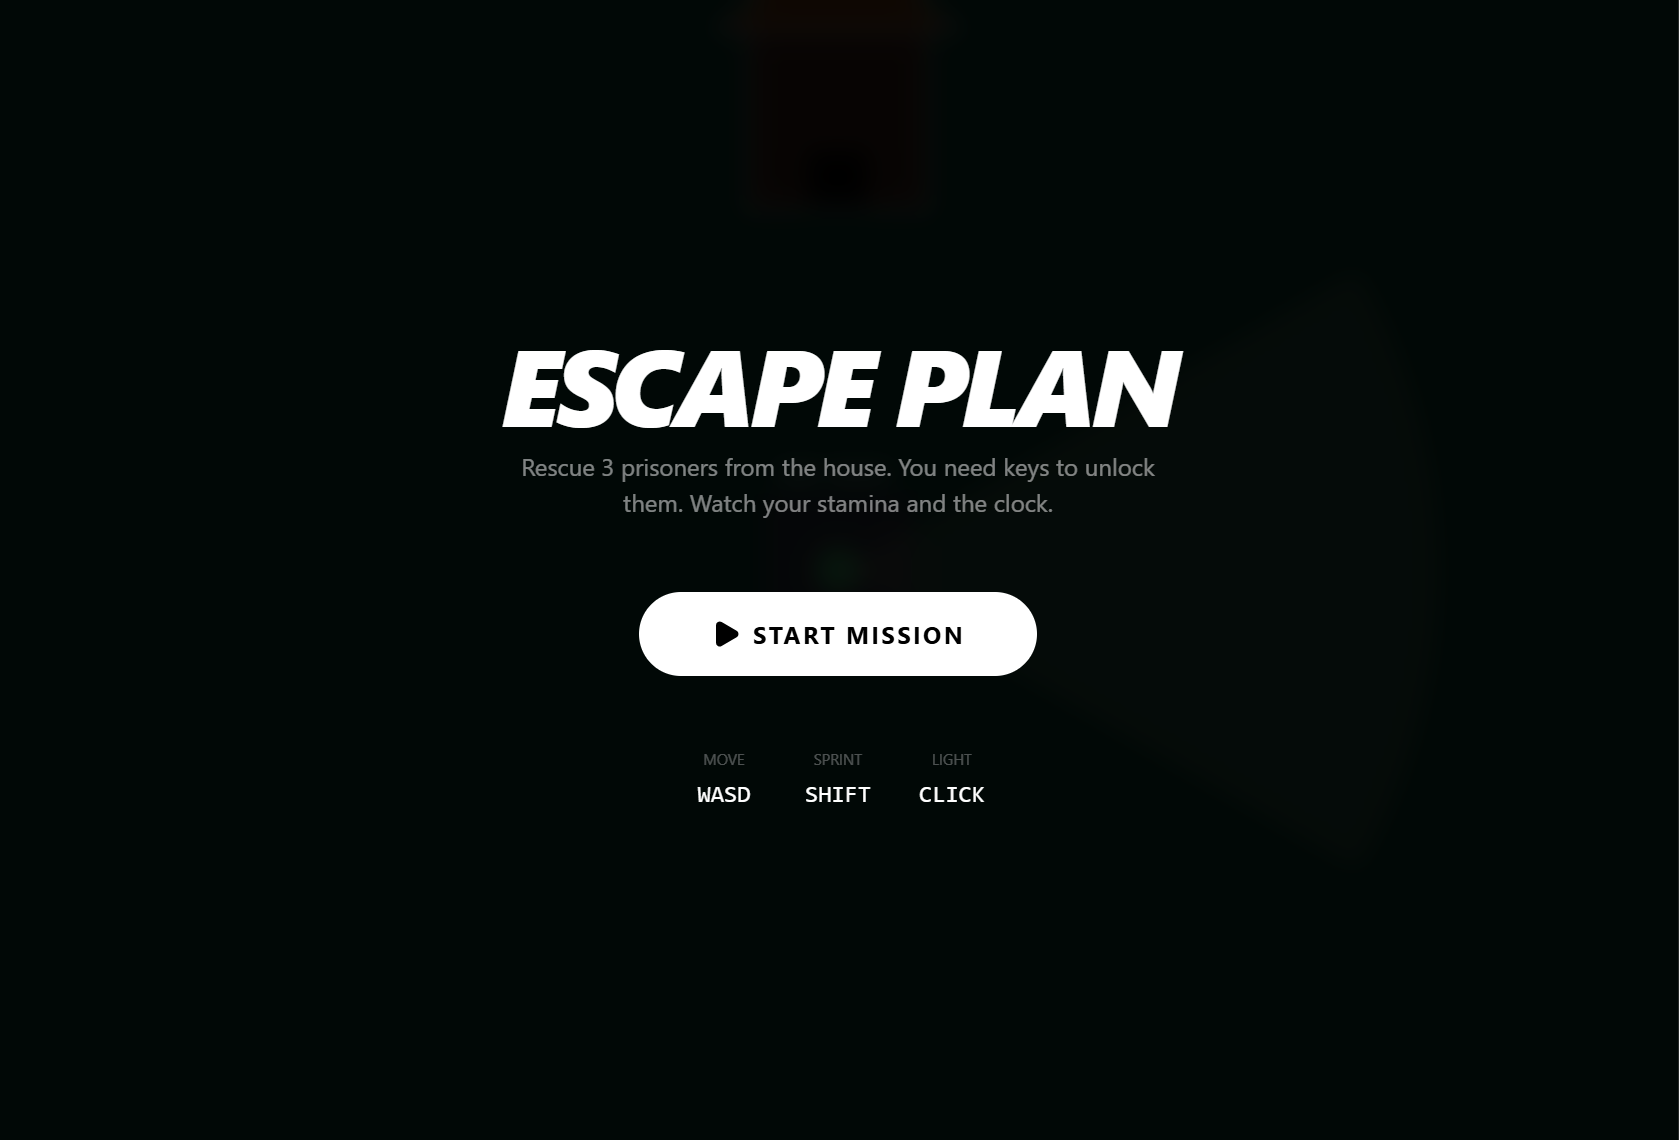 ESCAPE PLAN
Rescue 3 prisoners from the house. You need keys to unlock
them. Watch your stamina and the clock.
START MISSION
MOVE SPRINT LIGHT
WASD SHIFT CLICK